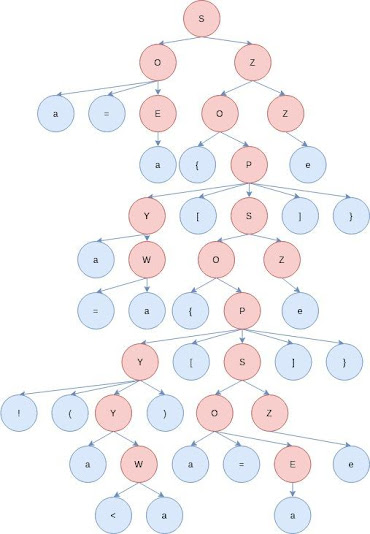 S
O Z
a = E O Z
a { P e
Y [ S ] }
a W O Z
= a { P e
Y [ S ] }
! ( Y ) O Z
a W a = E e
< a a